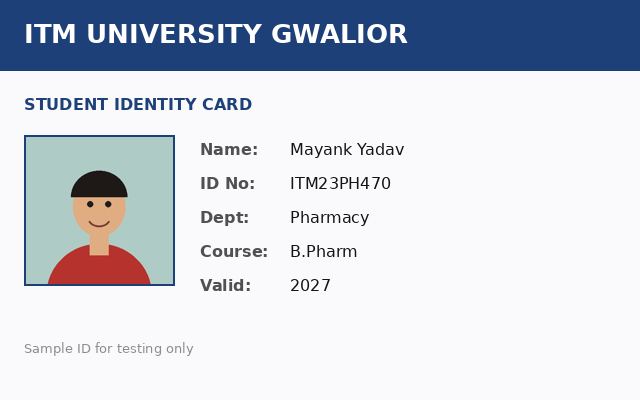 ITM UNIVERSITY GWALIOR
STUDENT IDENTITY CARD
Name: Mayank Yadav
ID No: ITM23PH470
Dept: Pharmacy
Course: B.Pharm
Valid: 2027
Sample ID for testing only